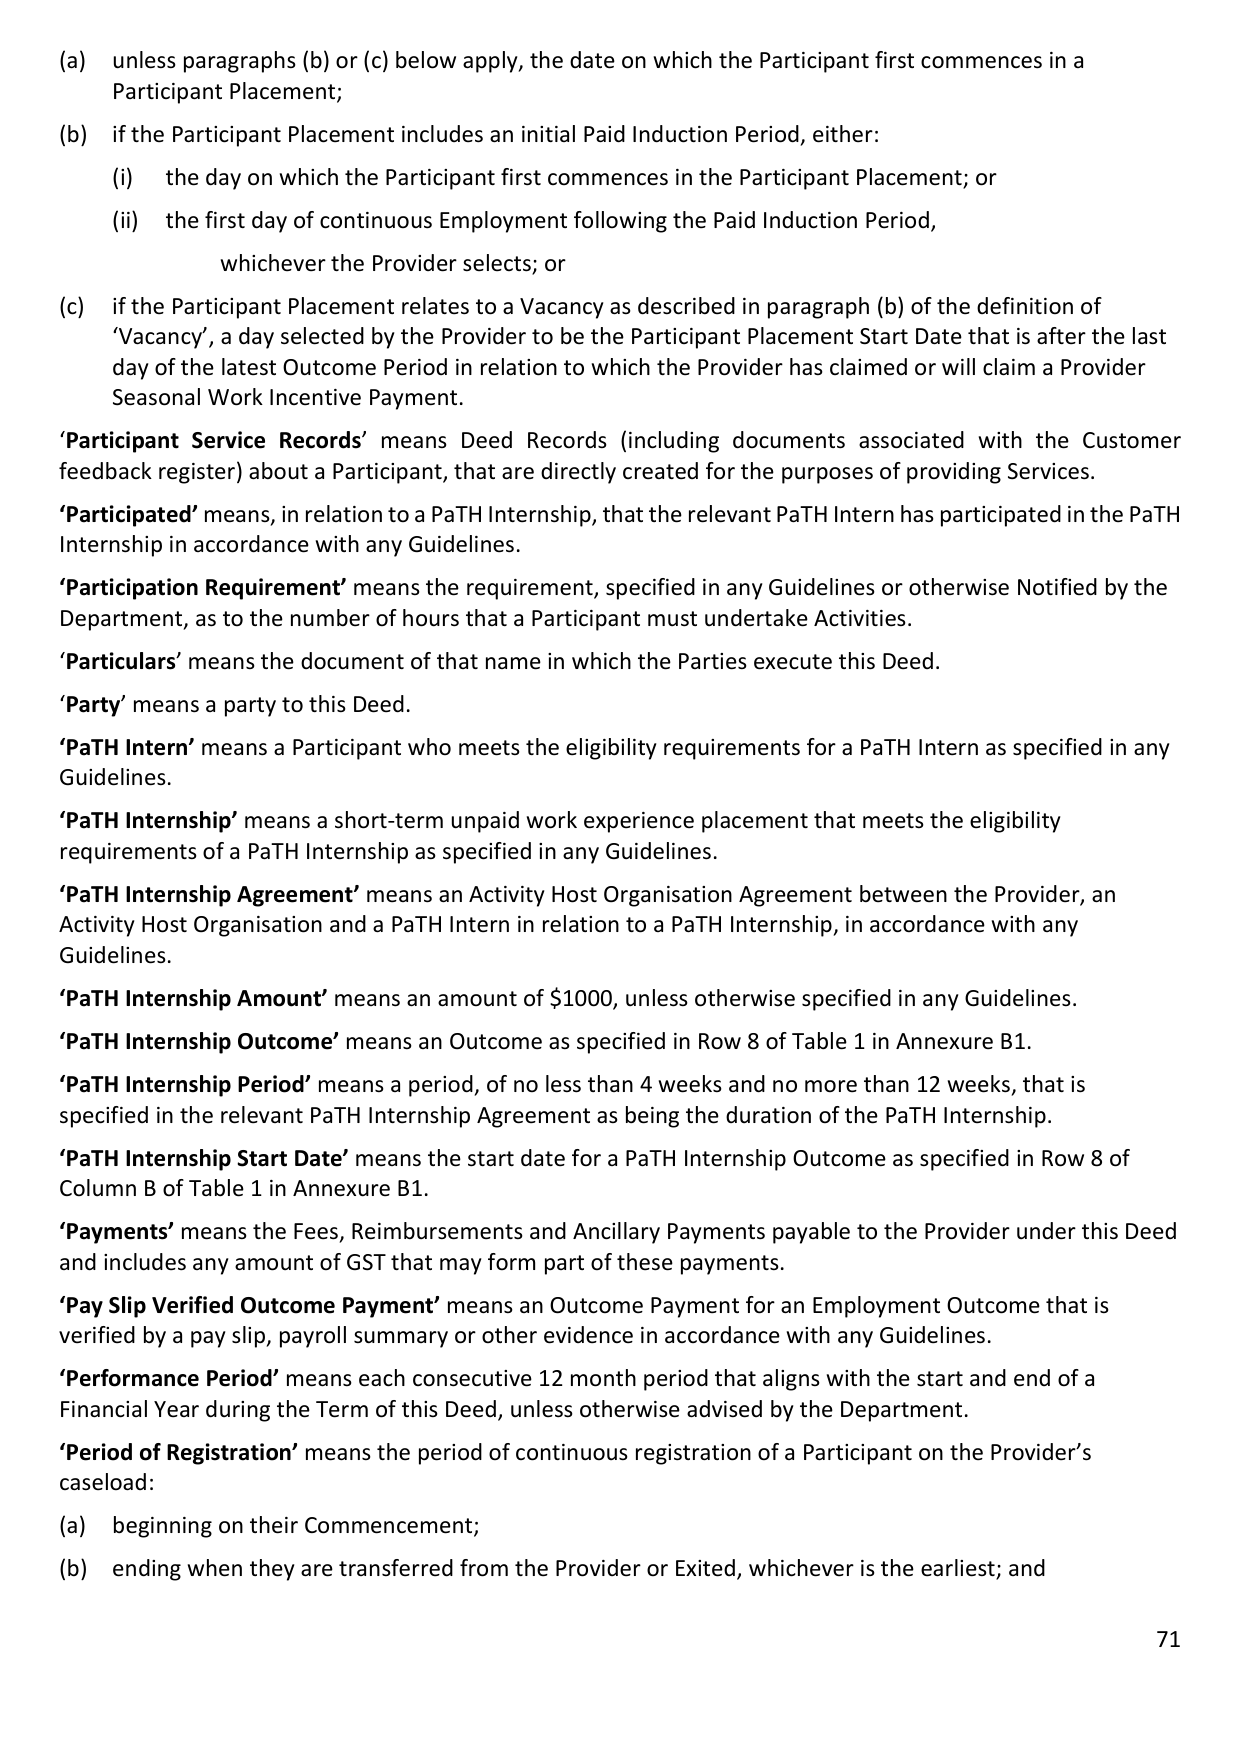 (a) unless paragraphs (b) or (c) below apply, the date on which the Participant first commences in a
Participant Placement;
(b) if the Participant Placement includes an initial Paid Induction Period, either:
(i) the day on which the Participant first commences in the Participant Placement; or
(ii) the first day of continuous Employment following the Paid Induction Period,
whichever the Provider selects; or
(c) if the Participant Placement relates to a Vacancy as described in paragraph (b) of the definition of
‘Vacancy’, a day selected by the Provider to be the Participant Placement Start Date that is after the last
day of the latest Outcome Period in relation to which the Provider has claimed or will claim a Provider
Seasonal Work Incentive Payment.
‘Participant Service Records’ means Deed Records (including documents associated with the Customer
feedback register) about a Participant, that are directly created for the purposes of providing Services.
‘Participated’ means, in relation to a PaTH Internship, that the relevant PaTH Intern has participated in the PaTH
Internship in accordance with any Guidelines.
‘Participation Requirement’ means the requirement, specified in any Guidelines or otherwise Notified by the
Department, as to the number of hours that a Participant must undertake Activities.
‘Particulars’ means the document of that name in which the Parties execute this Deed.
‘Party’ means a party to this Deed.
‘PaTH Intern’ means a Participant who meets the eligibility requirements for a PaTH Intern as specified in any
Guidelines.
‘PaTH Internship’ means a short-term unpaid work experience placement that meets the eligibility
requirements of a PaTH Internship as specified in any Guidelines.
‘PaTH Internship Agreement’ means an Activity Host Organisation Agreement between the Provider, an
Activity Host Organisation and a PaTH Intern in relation to a PaTH Internship, in accordance with any
Guidelines.
‘PaTH Internship Amount’ means an amount of $1000, unless otherwise specified in any Guidelines.
‘PaTH Internship Outcome’ means an Outcome as specified in Row 8 of Table 1 in Annexure B1.
‘PaTH Internship Period’ means a period, of no less than 4 weeks and no more than 12 weeks, that is
specified in the relevant PaTH Internship Agreement as being the duration of the PaTH Internship.
‘PaTH Internship Start Date’ means the start date for a PaTH Internship Outcome as specified in Row 8 of
Column B of Table 1 in Annexure B1.
‘Payments’ means the Fees, Reimbursements and Ancillary Payments payable to the Provider under this Deed
and includes any amount of GST that may form part of these payments.
‘Pay Slip Verified Outcome Payment’ means an Outcome Payment for an Employment Outcome that is
verified by a pay slip, payroll summary or other evidence in accordance with any Guidelines.
‘Performance Period’ means each consecutive 12 month period that aligns with the start and end of a
Financial Year during the Term of this Deed, unless otherwise advised by the Department.
‘Period of Registration’ means the period of continuous registration of a Participant on the Provider’s
caseload:
(a) beginning on their Commencement;
(b) ending when they are transferred from the Provider or Exited, whichever is the earliest; and
71